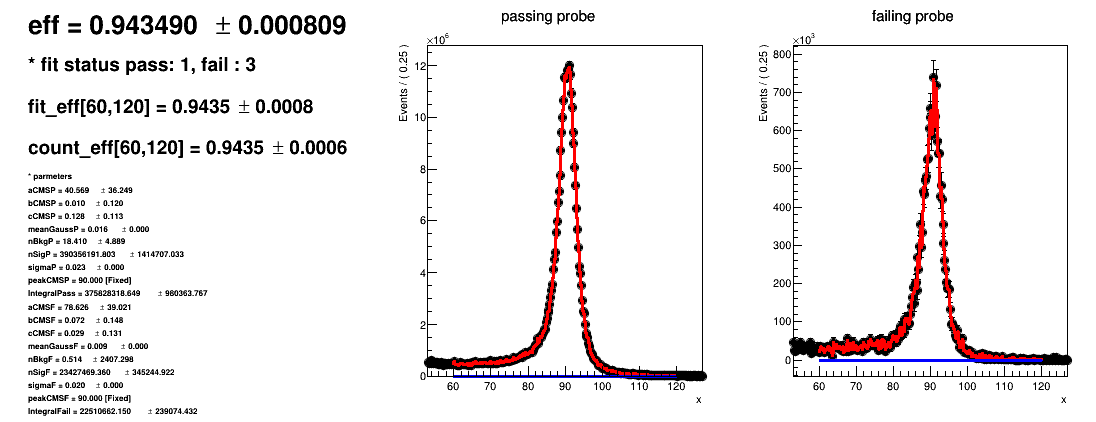 eff = 0.943490 ± 0.000809
* fit status pass: 1, fail : 3
fit_eff[60,120] = 0.9435 ± 0.0008
count_eff[60,120] = 0.9435 ± 0.0006
* parmeters
aCMSP = 40.569 ± 36.249
bCMSP = 0.010 ± 0.120
cCMSP = 0.128 ± 0.113
meanGaussP = 0.016 ± 0.000
nBkgP = 18.410 ± 4.889
nSigP = 390356191.803 ± 1414707.033
sigmaP = 0.023 ± 0.000
peakCMSP = 90.000 [Fixed]
IntegralPass = 375828318.649 ± 980363.767
aCMSF = 78.626 ± 39.021
bCMSF = 0.072 ± 0.148
cCMSF = 0.029 ± 0.131
meanGaussF = 0.009 ± 0.000
nBkgF = 0.514 ± 2407.298
nSigF = 23427469.360 ± 345244.922
sigmaF = 0.020 ± 0.000
peakCMSF = 90.000 [Fixed]
IntegralFail = 22510662.150 ± 239074.432
passing probe
×10⁶
Events / ( 0.25 )
12
10
8
6
4
2
0
60 70 80 90 100 110 120
x
failing probe
×10³
Events / ( 0.25 )
800
700
600
500
400
300
200
100
0
60 70 80 90 100 110 120
x